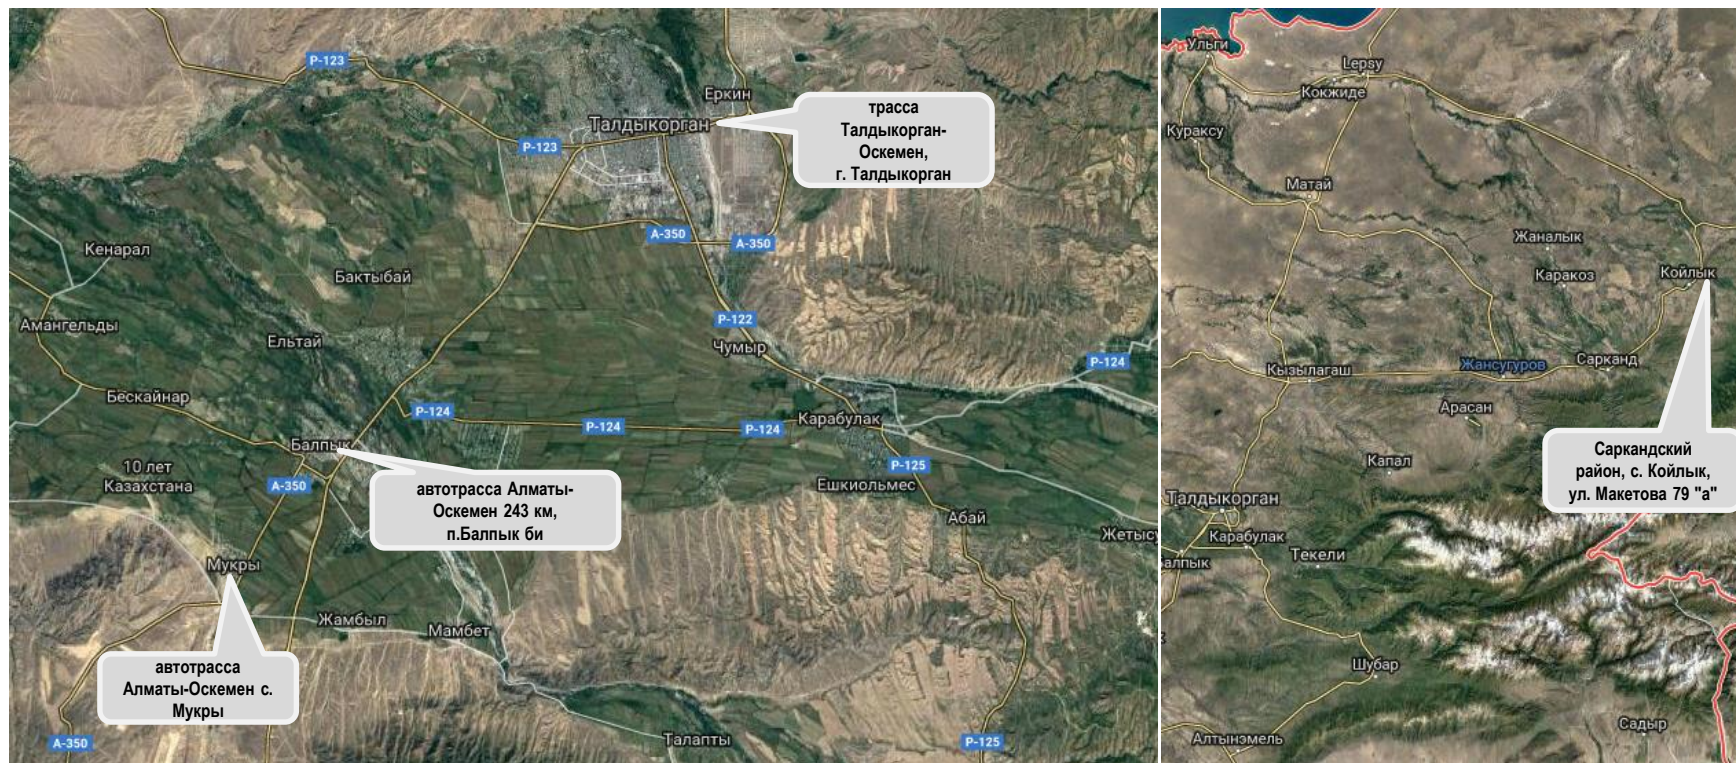 Р-123
Еркин
трасса
Талдыкорган-
Оскемен,
г. Талдыкорган
Талдыкорган
Р-123
А-350
А-350
Кенарал
Бактыбай
Р-122
Амангельды
Ельтай
Чумыр
Р-124
Бескайнар
Р-124
Р-124
Р-124
Карабулак
Балпык
10 лет
Казахстана
А-350
автотрасса Алматы-
Оскемен 243 км,
п.Балпык би
Р-125
Ешкиольмес
Абай
Жетысу
Мукры
Жамбыл
Мамбет
автотрасса
Алматы-Оскемен с.
Мукры
А-350
Талапты
Р-125
Ульги
Lepsy
Кокжиде
Кураксу
Матай
Жаналык
Каракоз
Койлык
Кызылагаш
Жансугуров
Сарканд
Арасан
Саркандский
район, с. Койлык,
ул. Макетова 79 "а"
Капал
Талдыкорган
Карабулак
Текели
алпык
Шубар
Садыр
Алтынэмель